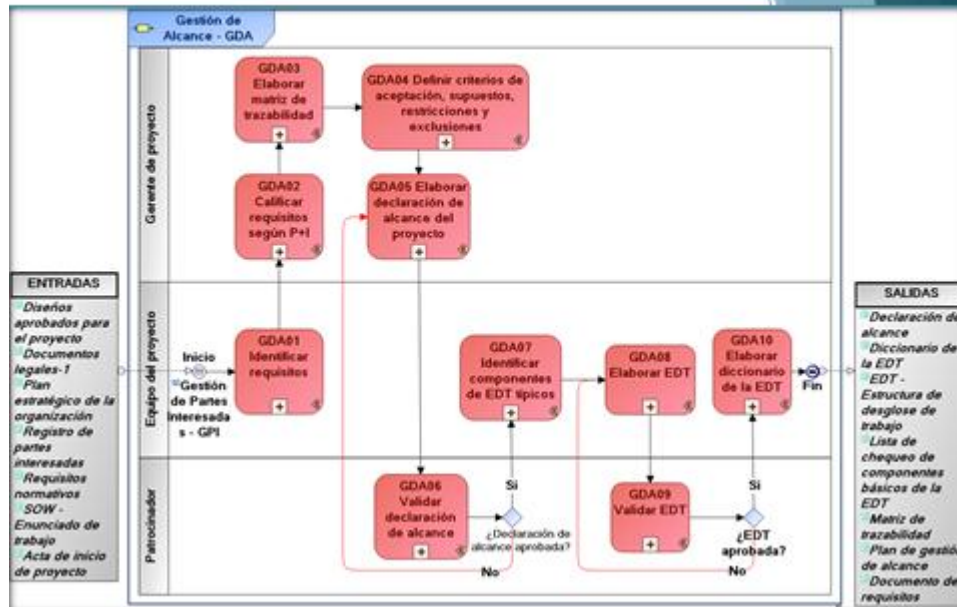 Gestión de
Alcance - GDA
Gerente de proyecto
GDA03
Elaborar
matriz de
trazabilidad
GDA04 Definir criterios de
aceptación, supuestos,
restricciones y
exclusiones
GDA02
Calificar
requisitos
según P+I
GDA05 Elaborar
declaración de
alcance del
proyecto
ENTRADAS
Diseños
aprobados para
el proyecto
Documentos
legales-1
Plan
estratégico de la
organización
Registro de
partes
interesadas
Requisitos
normativos
SOW -
Enunciado de
trabajo
Acta de inicio
de proyecto
Equipo del proyecto
Inicio
Gestión
de Partes
Interesada
s - GPI
GDA01
Identificar
requisitos
GDA07
Identificar
componentes
de EDT típicos
GDA08
Elaborar EDT
GDA10
Elaborar
diccionario
de la EDT
Fin
Patrocinador
GDA06
Validar
declaración
de alcance
Si
¿Declaración de
alcance aprobada?
No
GDA09
Validar EDT
Si
¿EDT
aprobada?
No
SALIDAS
Declaración de
alcance
Diccionario de
la EDT
EDT -
Estructura de
desglose de
trabajo
Lista de
chequeo de
componentes
básicos de la
EDT
Matriz de
trazabilidad
Plan de gestión
de alcance
Documento de
requisitos